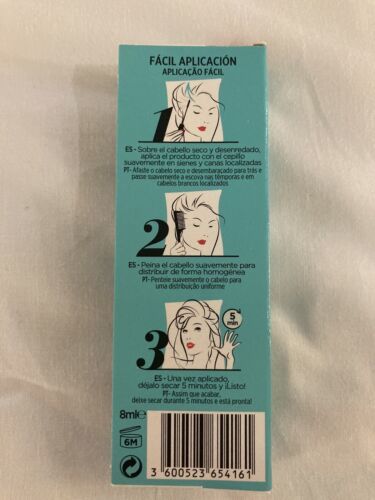 FÁCIL APLICACIÓN
APLICAÇÃO FÁCIL
1
ES - Sobre el cabello seco y desenredado,
aplica el producto con el cepillo
suavemente en sienes y canas localizadas
PT- Afaste o cabelo seco e desembaraçado para trás e
passe suavemente a escova nas têmporas e em
cabelos brancos localizados
2
ES - Peina el cabello suavemente para
distribuir de forma homogénea
PT- Penteie suavemente o cabelo para
uma distribuição uniforme
3
5
min
ES - Una vez aplicado,
déjalo secar 5 minutos y ¡Listo!
PT- Assim que acabar,
deixe secar durante 5 minutos e está pronta!
8ml e
6M
3 600523 654161